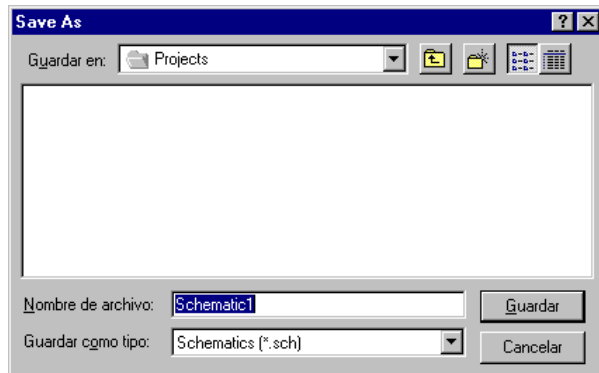 Save As
Guardar en: Projects
Nombre de archivo: Schematic1 Guardar
Guardar como tipo: Schematics (*.sch) Cancelar